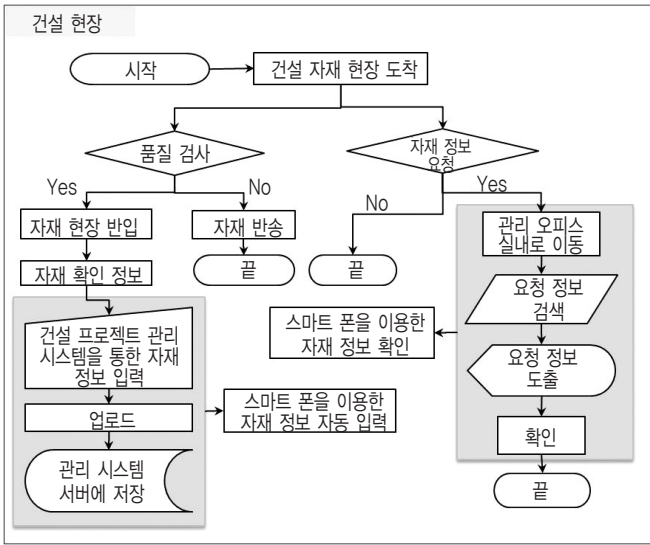 건설 현장
시작
건설 자재 현장 도착
품질 검사
자재 정보
요청
Yes
No
No
Yes
자재 현장 반입
자재 반송
관리 오피스
실내로 이동
끝
끝
자재 확인 정보
요청 정보
검색
건설 프로젝트 관리
시스템을 통한 자재
정보 입력
스마트 폰을 이용한
자재 정보 확인
요청 정보
도출
업로드
스마트 폰을 이용한
자재 정보 자동 입력
확인
관리 시스템
서버에 저장
끝